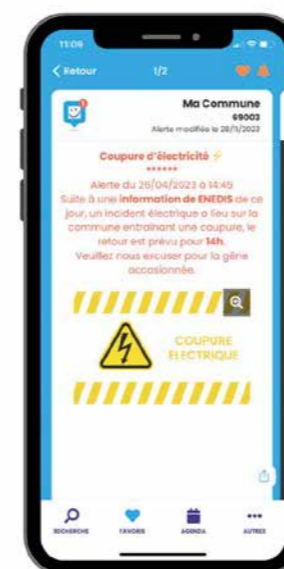 11:06
< Retour 1/2
Ma Commune
69003
Alerte modifiée le 28/11/2023
Coupure d'électricité ⚡
******
Alerte du 25/04/2023 à 14:45
Suite à une information de ENEDIS de ce
jour, un incident électrique a lieu sur la
commune entraînant une coupure, le
retour est prévu pour 14h.
Veuillez nous excuser pour la gêne
occasionnée.
COUPURE
ELECTRIQUE
RECHERCHE FAVORIS AGENDA AUTRES